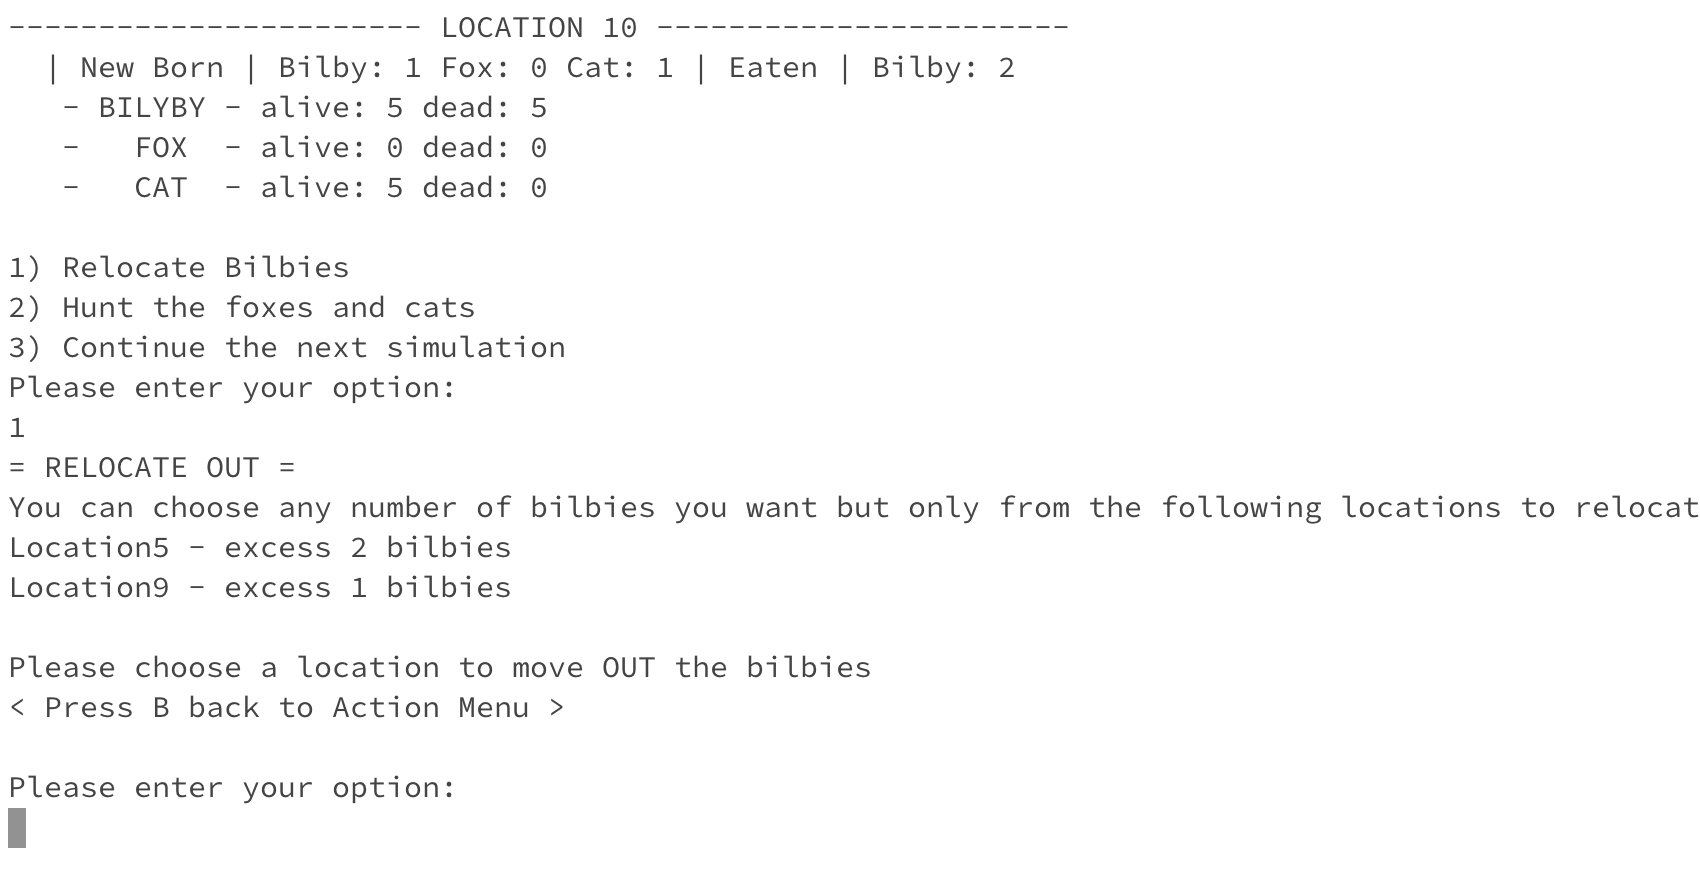 ----------------------- LOCATION 10 -----------------------
  | New Born | Bilby: 1 Fox: 0 Cat: 1 | Eaten | Bilby: 2
   - BILYBY - alive: 5 dead: 5
   -   FOX  - alive: 0 dead: 0
   -   CAT  - alive: 5 dead: 0
1) Relocate Bilbies
2) Hunt the foxes and cats
3) Continue the next simulation
Please enter your option:
1
= RELOCATE OUT =
You can choose any number of bilbies you want but only from the following locations to relocat
Location5 - excess 2 bilbies
Location9 - excess 1 bilbies
Please choose a location to move OUT the bilbies
< Press B back to Action Menu >
Please enter your option: